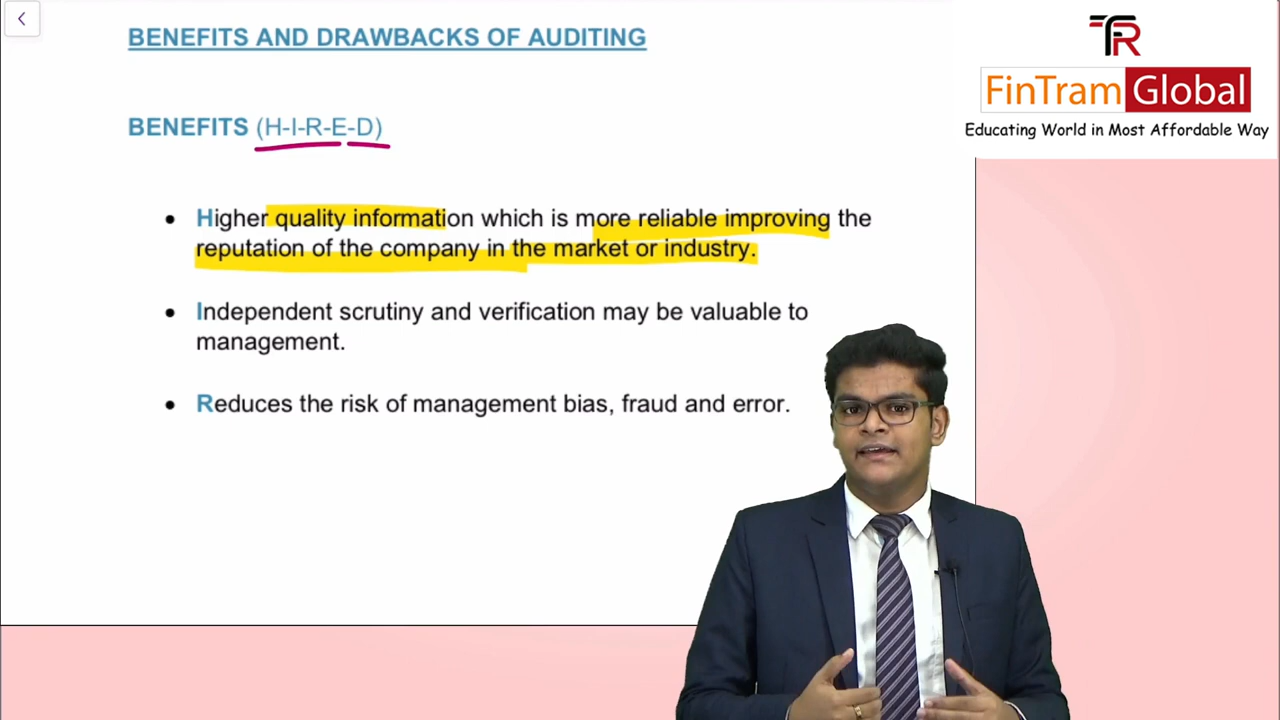 BENEFITS AND DRAWBACKS OF AUDITING
FR
FinTram Global
Educating World in Most Affordable Way
BENEFITS (H-I-R-E-D)
• Higher quality information which is more reliable improving the
reputation of the company in the market or industry.
• Independent scrutiny and verification may be valuable to
management.
• Reduces the risk of management bias, fraud and error.